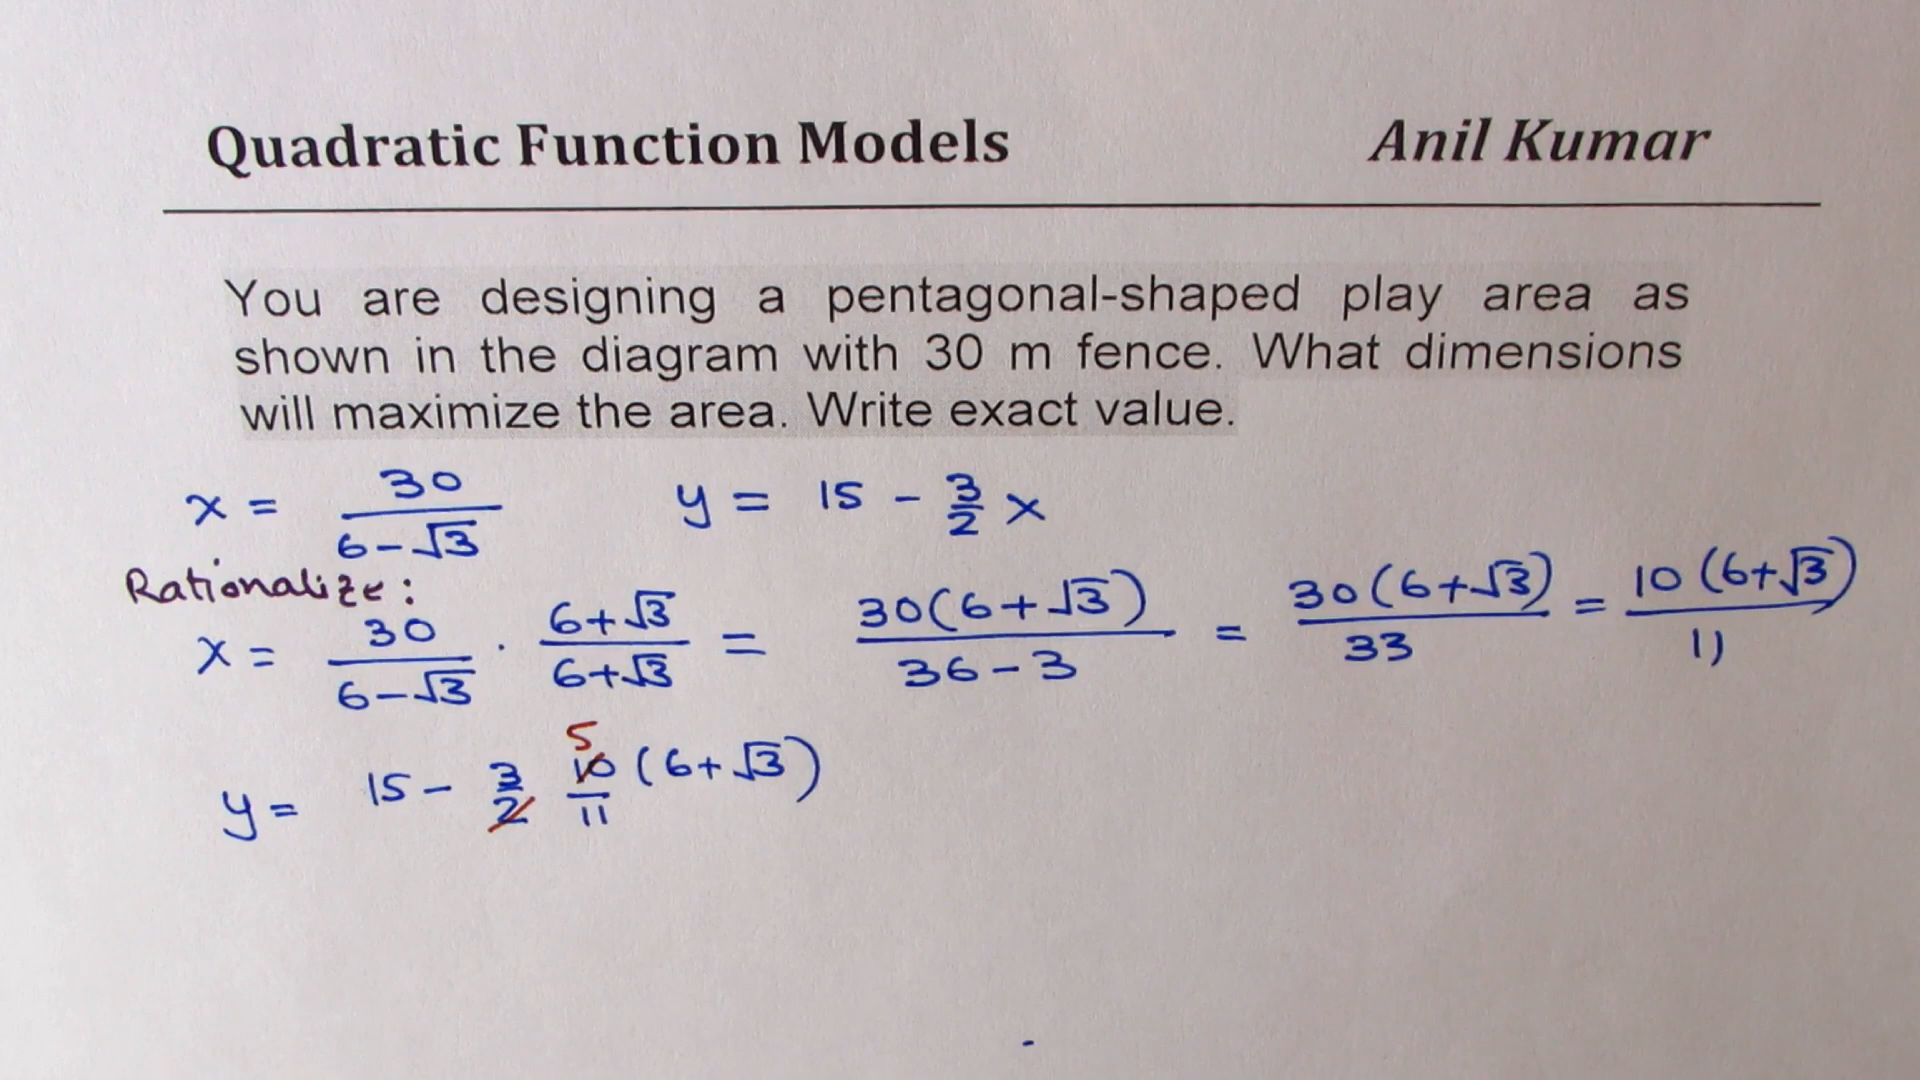 Quadratic Function Models Anil Kumar
You are designing a pentagonal-shaped play area as
shown in the diagram with 30 m fence. What dimensions
will maximize the area. Write exact value.
x = 30/(6-√3) y = 15 - 3/2 x
Rationalize:
x = 30/(6-√3) · (6+√3)/(6+√3) = 30(6+√3)/(36-3) = 30(6+√3)/33 = 10(6+√3)/11
5
y = 15 - 3/2 10/11 (6+√3)